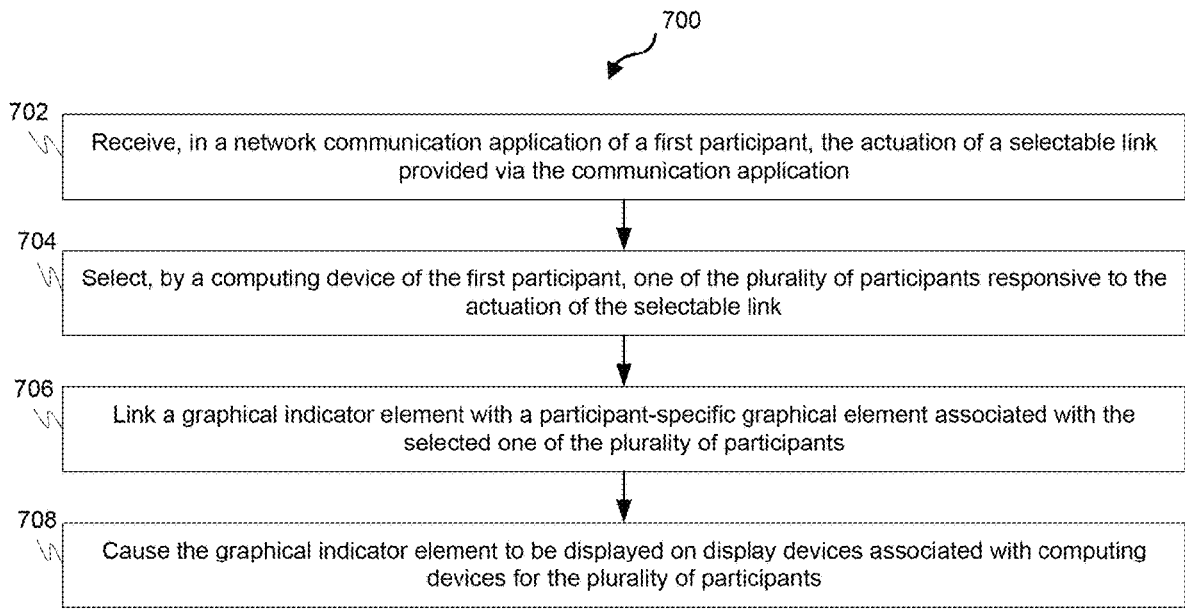 700
702
Receive, in a network communication application of a first participant, the actuation of a selectable link
provided via the communication application
704
Select, by a computing device of the first participant, one of the plurality of participants responsive to the
actuation of the selectable link
706
Link a graphical indicator element with a participant-specific graphical element associated with the
selected one of the plurality of participants
708
Cause the graphical indicator element to be displayed on display devices associated with computing
devices for the plurality of participants